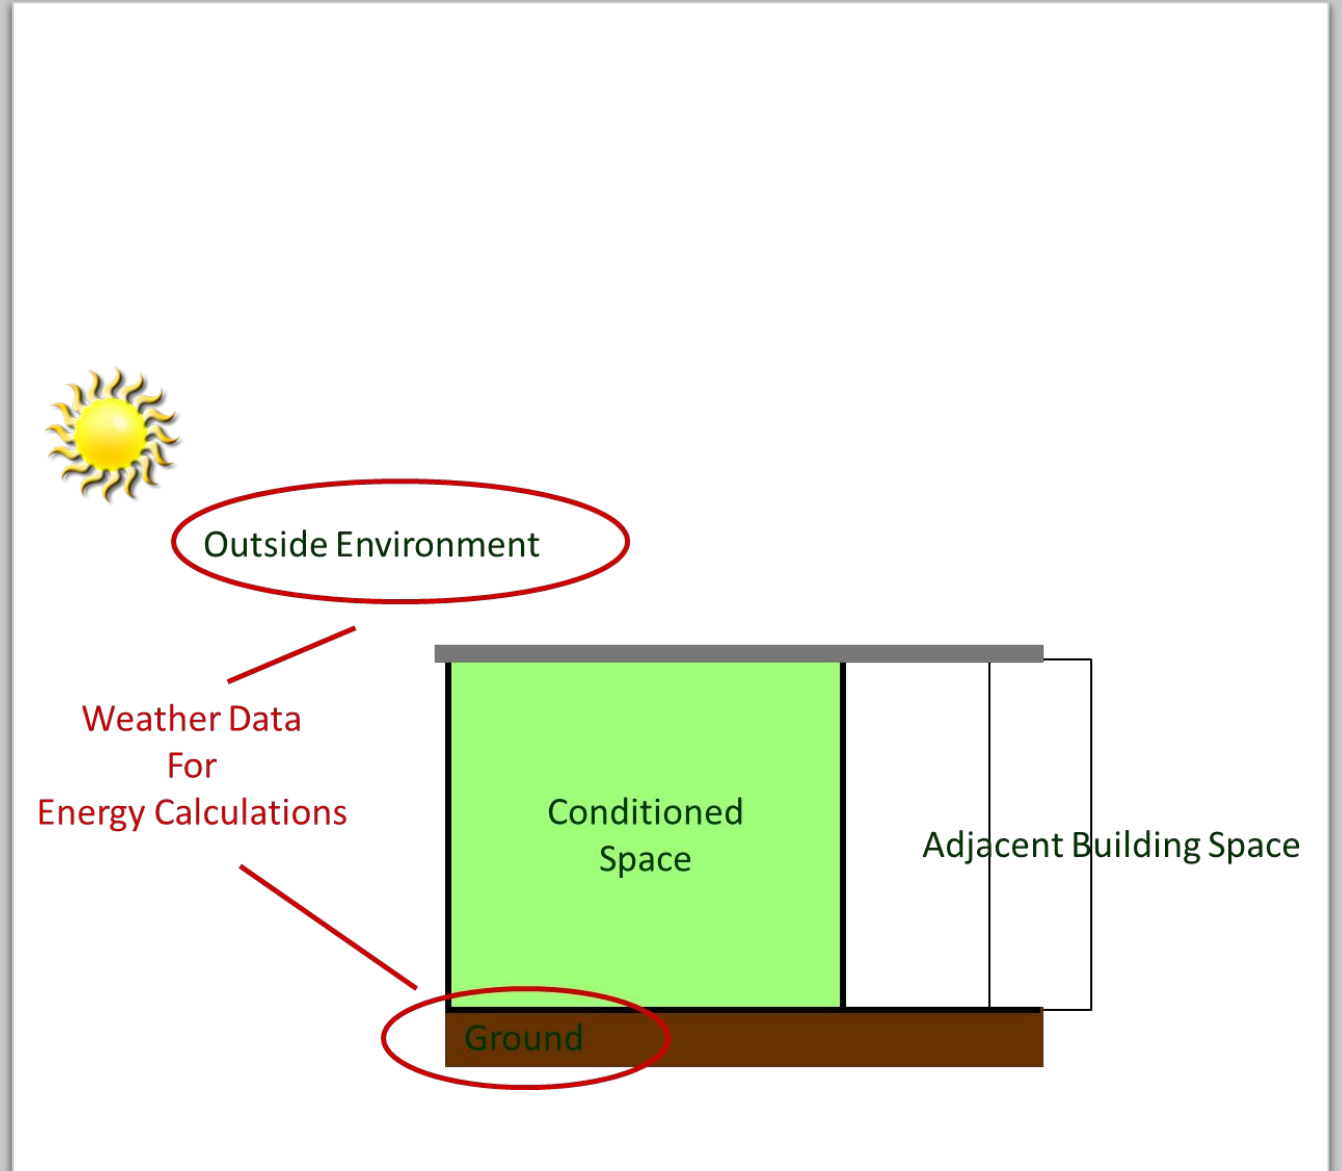 Outside Environment
Weather Data
For
Energy Calculations
Conditioned
Space
Adjacent Building Space
Ground